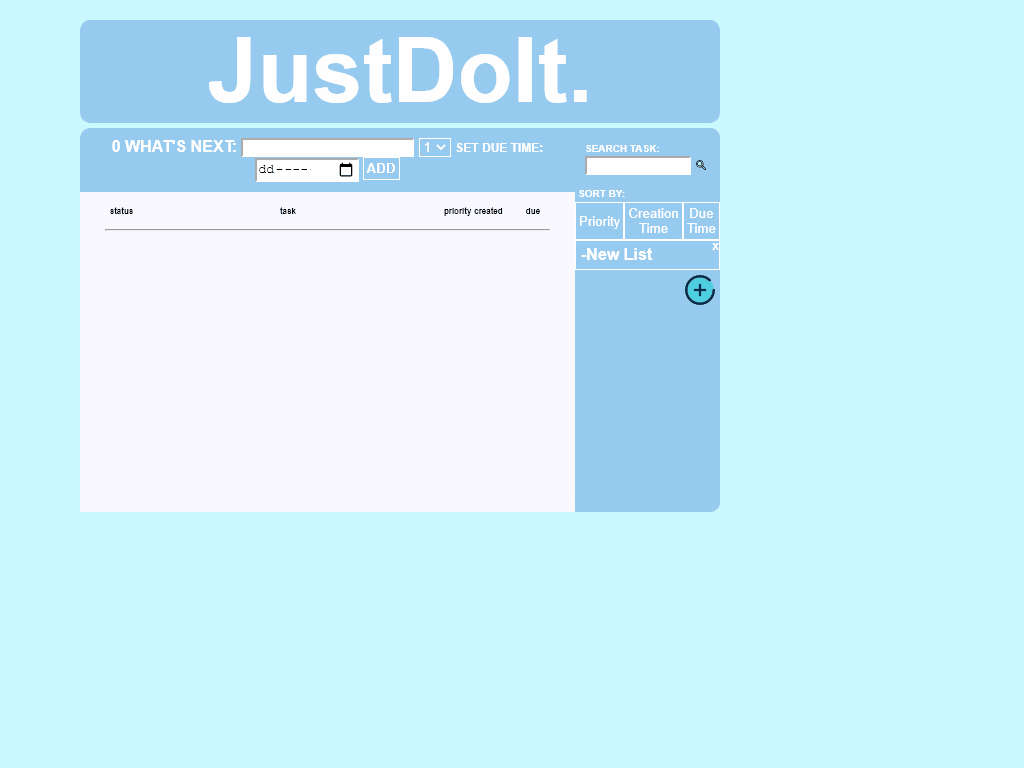 JustDoIt.
0 WHAT'S NEXT: 1 SET DUE TIME:
dd---- ADD
SEARCH TASK:
SORT BY:
Priority Creation Time Due Time
-New List x
status task priority created due